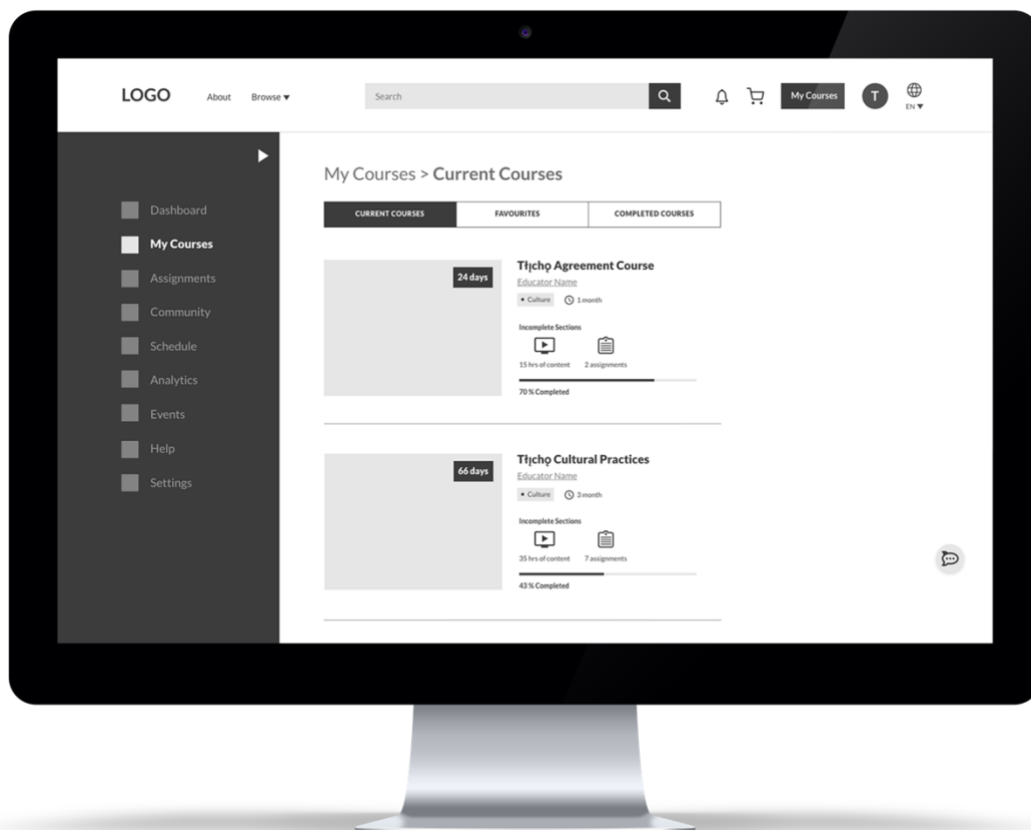 LOGO About Browse ▼ Search My Courses T EN ▼
My Courses > Current Courses
CURRENT COURSES FAVOURITES COMPLETED COURSES
Dashboard
My Courses
Assignments
Community
Schedule
Analytics
Events
Help
Settings
24 days
Tłı̨chǫ Agreement Course
Educator Name
• Culture 1 month
Incomplete Sections
15 hrs of content 2 assignments
70 % Completed
66 days
Tłı̨chǫ Cultural Practices
Educator Name
• Culture 3 month
Incomplete Sections
35 hrs of content 7 assignments
43 % Completed